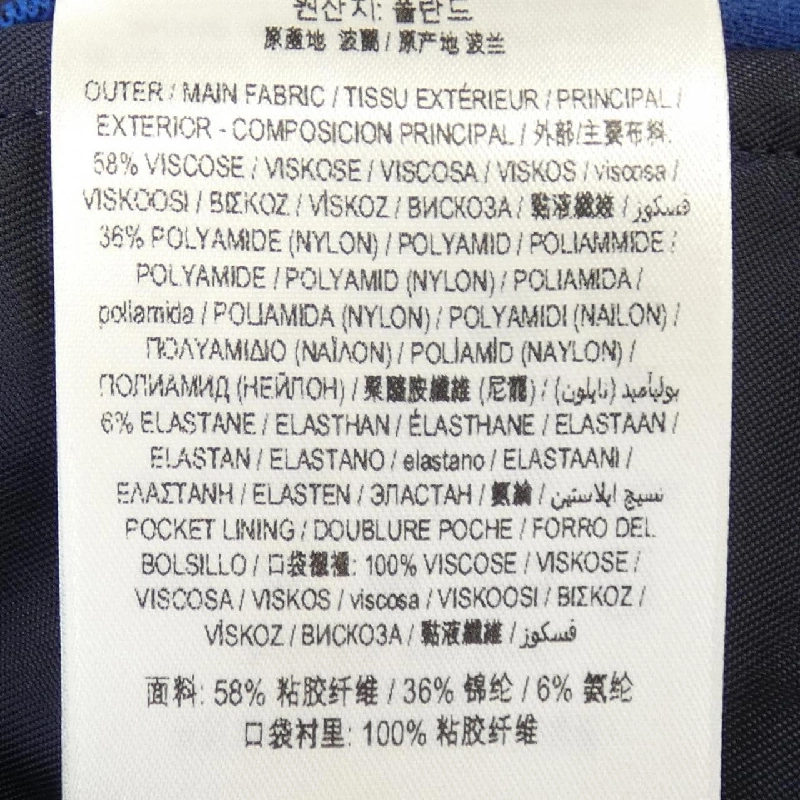 원산지: 폴란드
原產地 波蘭 / 原产地 波兰
OUTER / MAIN FABRIC / TISSU EXTÉRIEUR / PRINCIPAL /
EXTERIOR - COMPOSICION PRINCIPAL / 外部/主要布料:
58% VISCOSE / VISKOSE / VISCOSA / VISKOS / viscosa /
VISKOOSI / ΒΙΣΚΟΖ / VİSKOZ / ВИСКОЗА / 黏液纖維 / فسكوز
36% POLYAMIDE (NYLON) / POLYAMID / POLIAMMIDE /
POLYAMIDE / POLYAMID (NYLON) / POLIAMIDA /
poliamida / POLIAMIDA (NYLON) / POLYAMIDI (NAILON) /
ΠΟΛΥΑΜΙΔΙΟ (ΝΑΪΛΟΝ) / POLİAMİD (NAYLON) /
ПОЛИАМИД (НЕЙЛОН) / 聚醯胺纖維 (尼龍) / بولياميد (نايلون) /
6% ELASTANE / ELASTHAN / ÉLASTHANE / ELASTAAN /
ELASTAN / ELASTANO / elastano / ELASTAANI /
ΕΛΑΣΤΑΝΗ / ELASTEN / ЭЛАСТАН / 氨綸 / نسيج ايلاستين
POCKET LINING / DOUBLURE POCHE / FORRO DEL
BOLSILLO / 口袋襯裡: 100% VISCOSE / VISKOSE /
VISCOSA / VISKOS / viscosa / VISKOOSI / ΒΙΣΚΟΖ /
VİSKOZ / ВИСКОЗА / 黏液纖維 / فسكوز
面料: 58% 粘胶纤维 / 36% 锦纶 / 6% 氨纶
口袋衬里: 100% 粘胶纤维